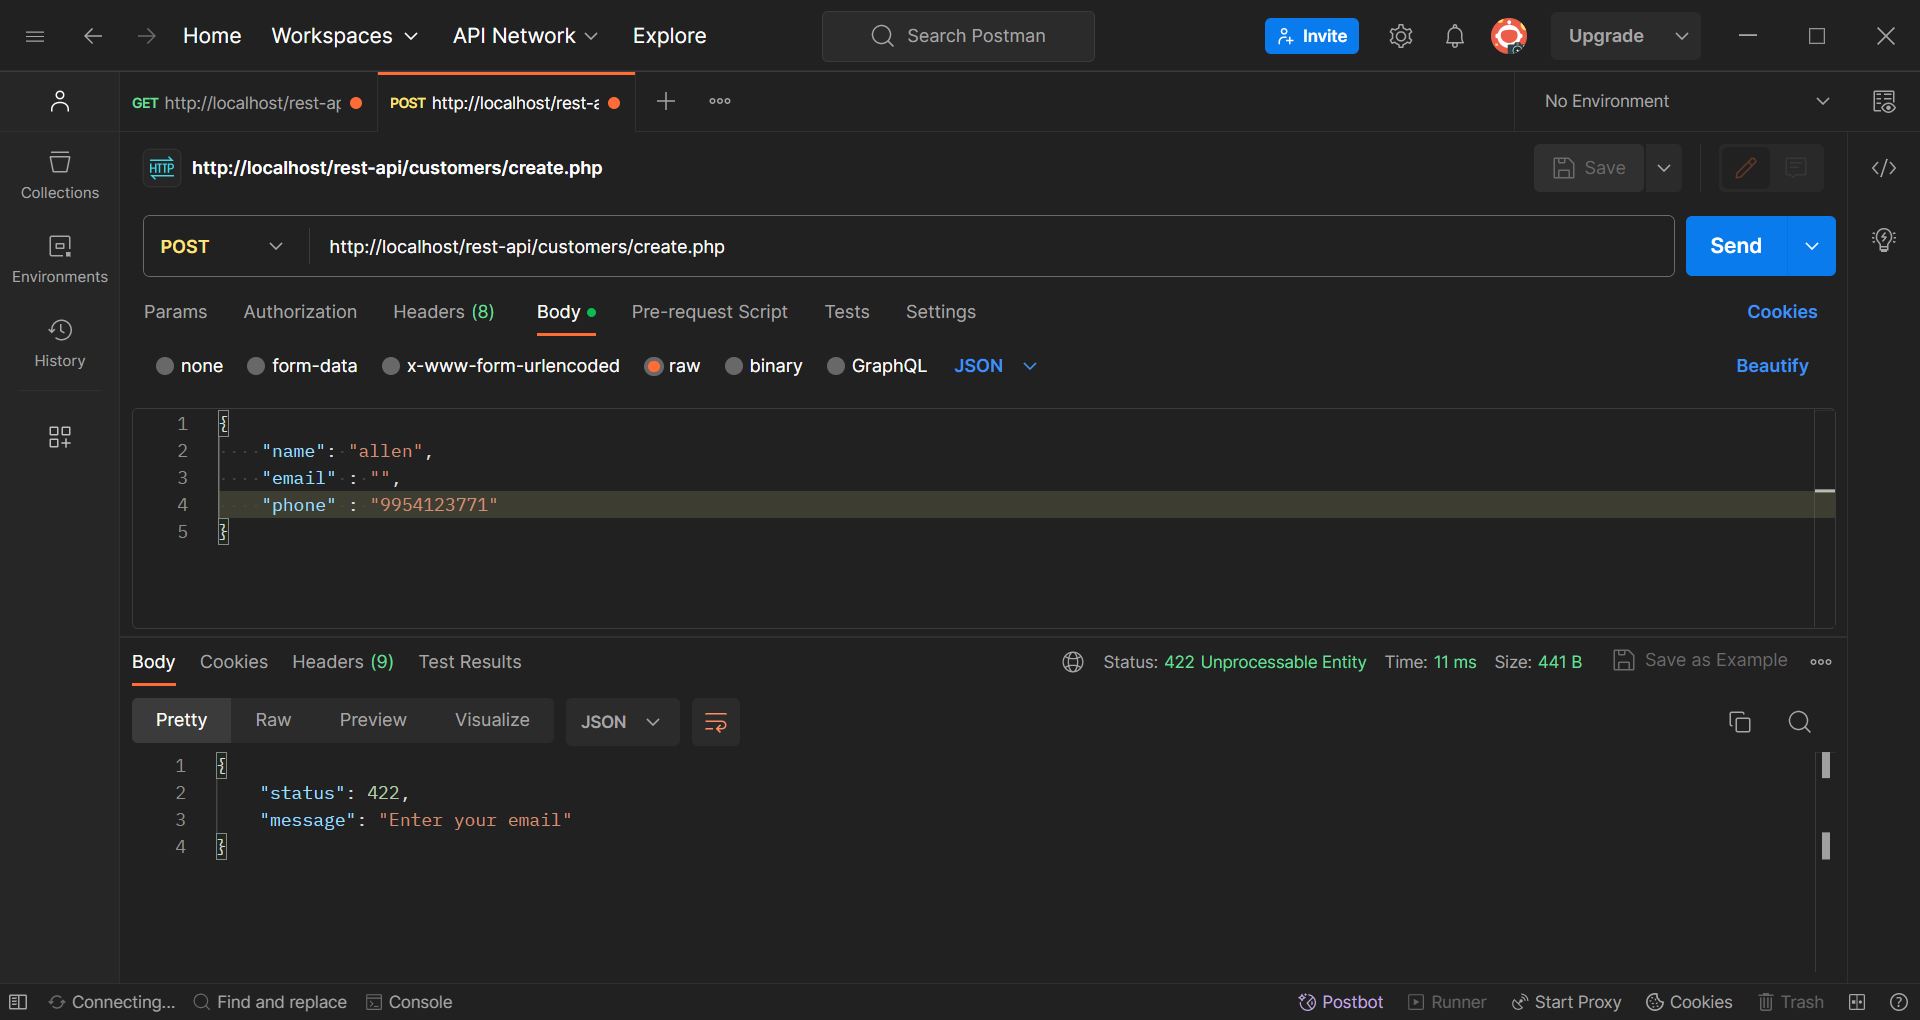 Home Workspaces API Network Explore Search Postman Invite Upgrade
GET http://localhost/rest-ap POST http://localhost/rest-a No Environment
HTTP http://localhost/rest-api/customers/create.php Save
Collections
Environments
History
POST http://localhost/rest-api/customers/create.php Send
Params Authorization Headers (8) Body Pre-request Script Tests Settings Cookies
none form-data x-www-form-urlencoded raw binary GraphQL JSON Beautify
1 {
2 "name": "allen",
3 "email" : "",
4 "phone" : "9954123771"
5 }
Body Cookies Headers (9) Test Results Status: 422 Unprocessable Entity Time: 11 ms Size: 441 B Save as Example
Pretty Raw Preview Visualize JSON
1 {
2 "status": 422,
3 "message": "Enter your email"
4 }
Connecting... Find and replace Console Postbot Runner Start Proxy Cookies Trash